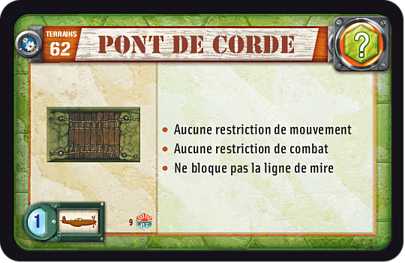 TERRAINS
62
PONT DE CORDE
?
• Aucune restriction de mouvement
• Aucune restriction de combat
• Ne bloque pas la ligne de mire
1
9
PT